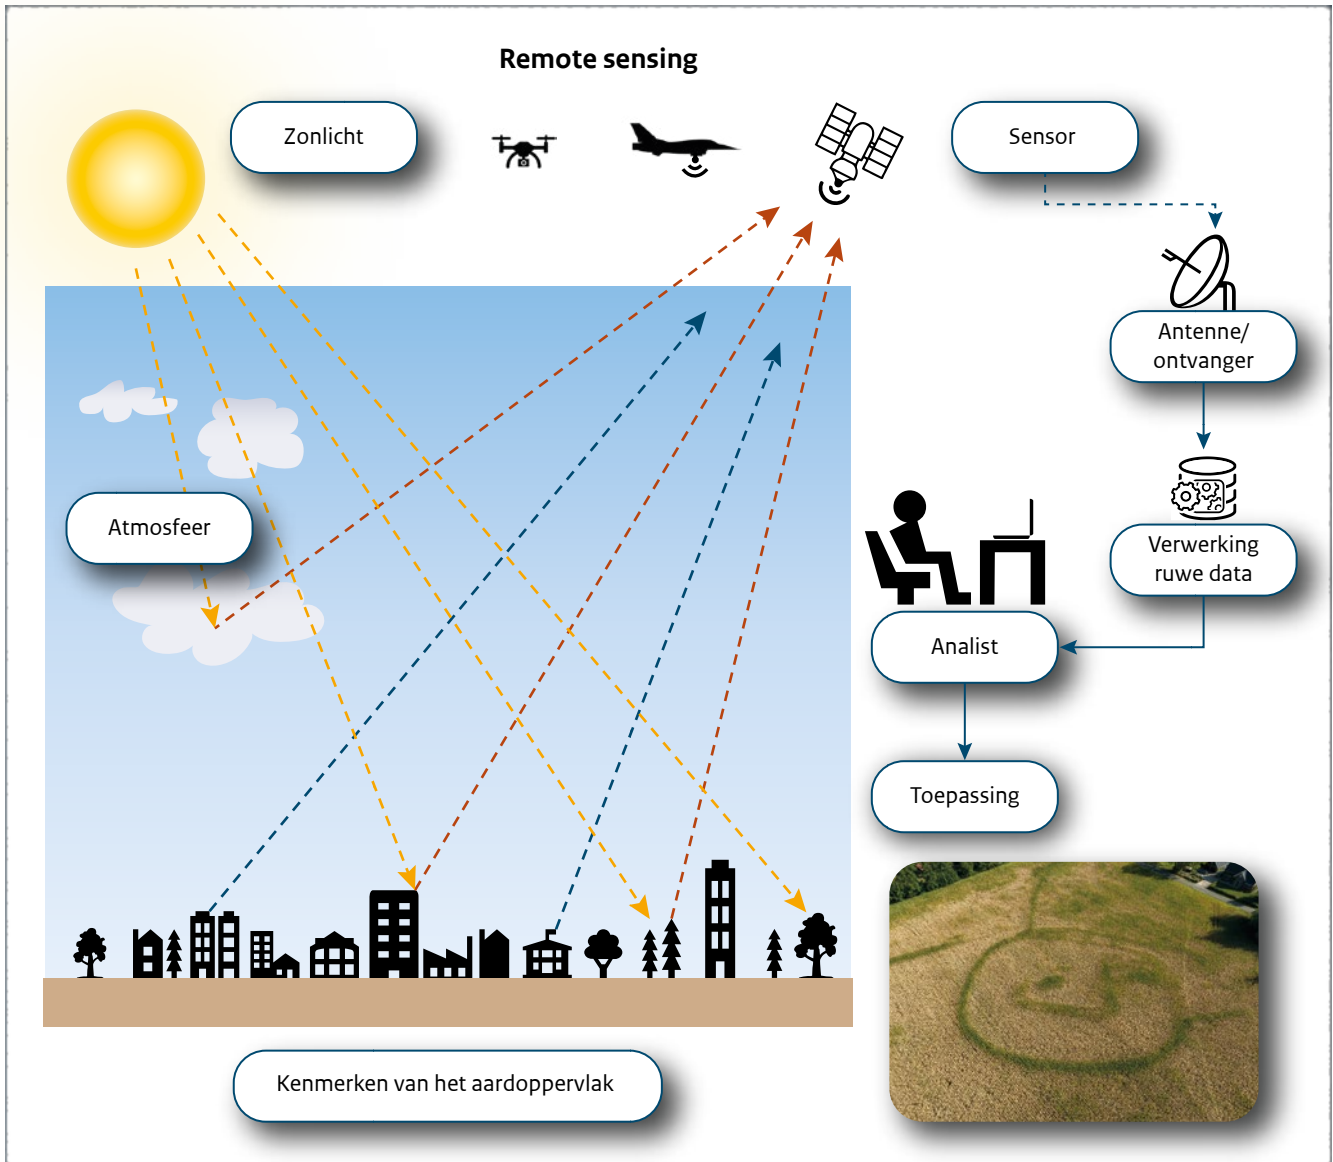 Remote sensing
Zonlicht
Sensor
Antenne/
ontvanger
Atmosfeer
Verwerking
ruwe data
Analist
Toepassing
Kenmerken van het aardoppervlak